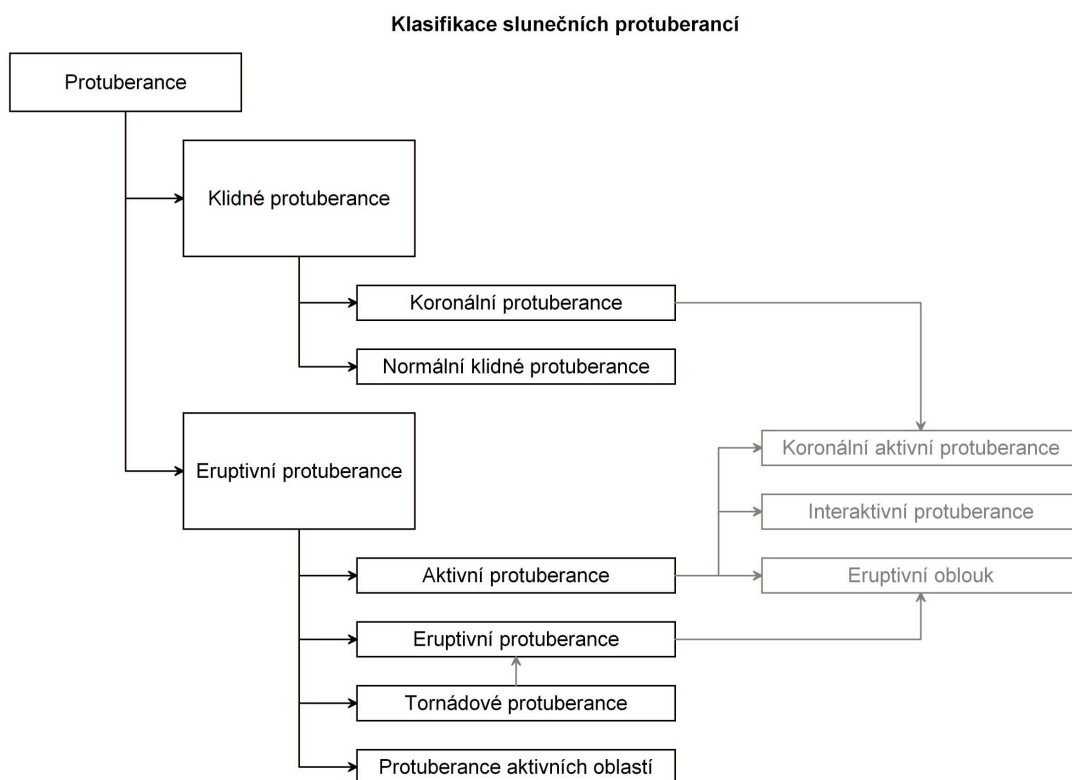 Klasifikace slunečních protuberancí
Protuberance
Klidné protuberance
Koronální protuberance
Normální klidné protuberance
Eruptivní protuberance
Koronální aktivní protuberance
Interaktivní protuberance
Aktivní protuberance
Eruptivní oblouk
Eruptivní protuberance
Tornádové protuberance
Protuberance aktivních oblastí